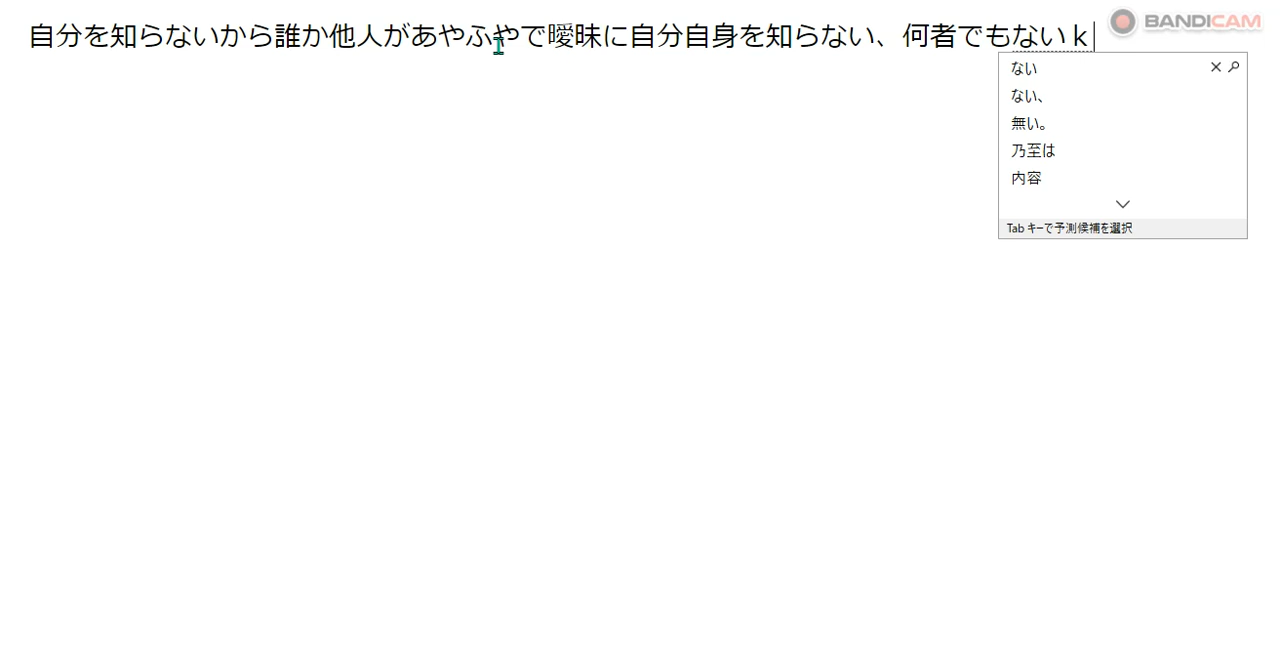 自分を知らないから誰か他人があやふやで曖昧に自分自身を知らない、何者でもないｋ
BANDICAM
ない
ない、
無い。
乃至は
内容
Tab キーで予測候補を選択